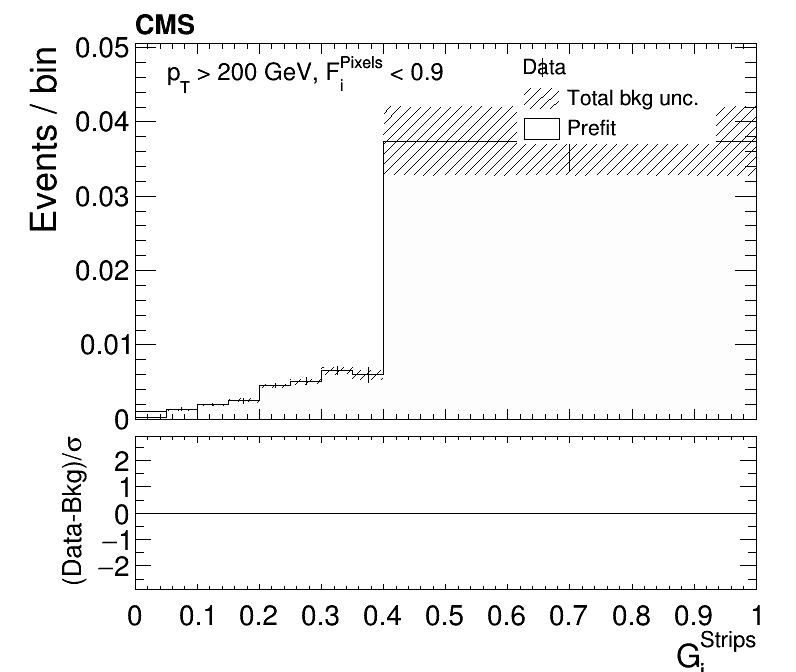 CMS
p_T > 200 GeV, F_i^Pixels < 0.9
Data
Total bkg unc.
Prefit
Events / bin
0.05
0.04
0.03
0.02
0.01
0
(Data-Bkg)/σ
2
1
0
−1
−2
0 0.1 0.2 0.3 0.4 0.5 0.6 0.7 0.8 0.9 1
G_i^Strips